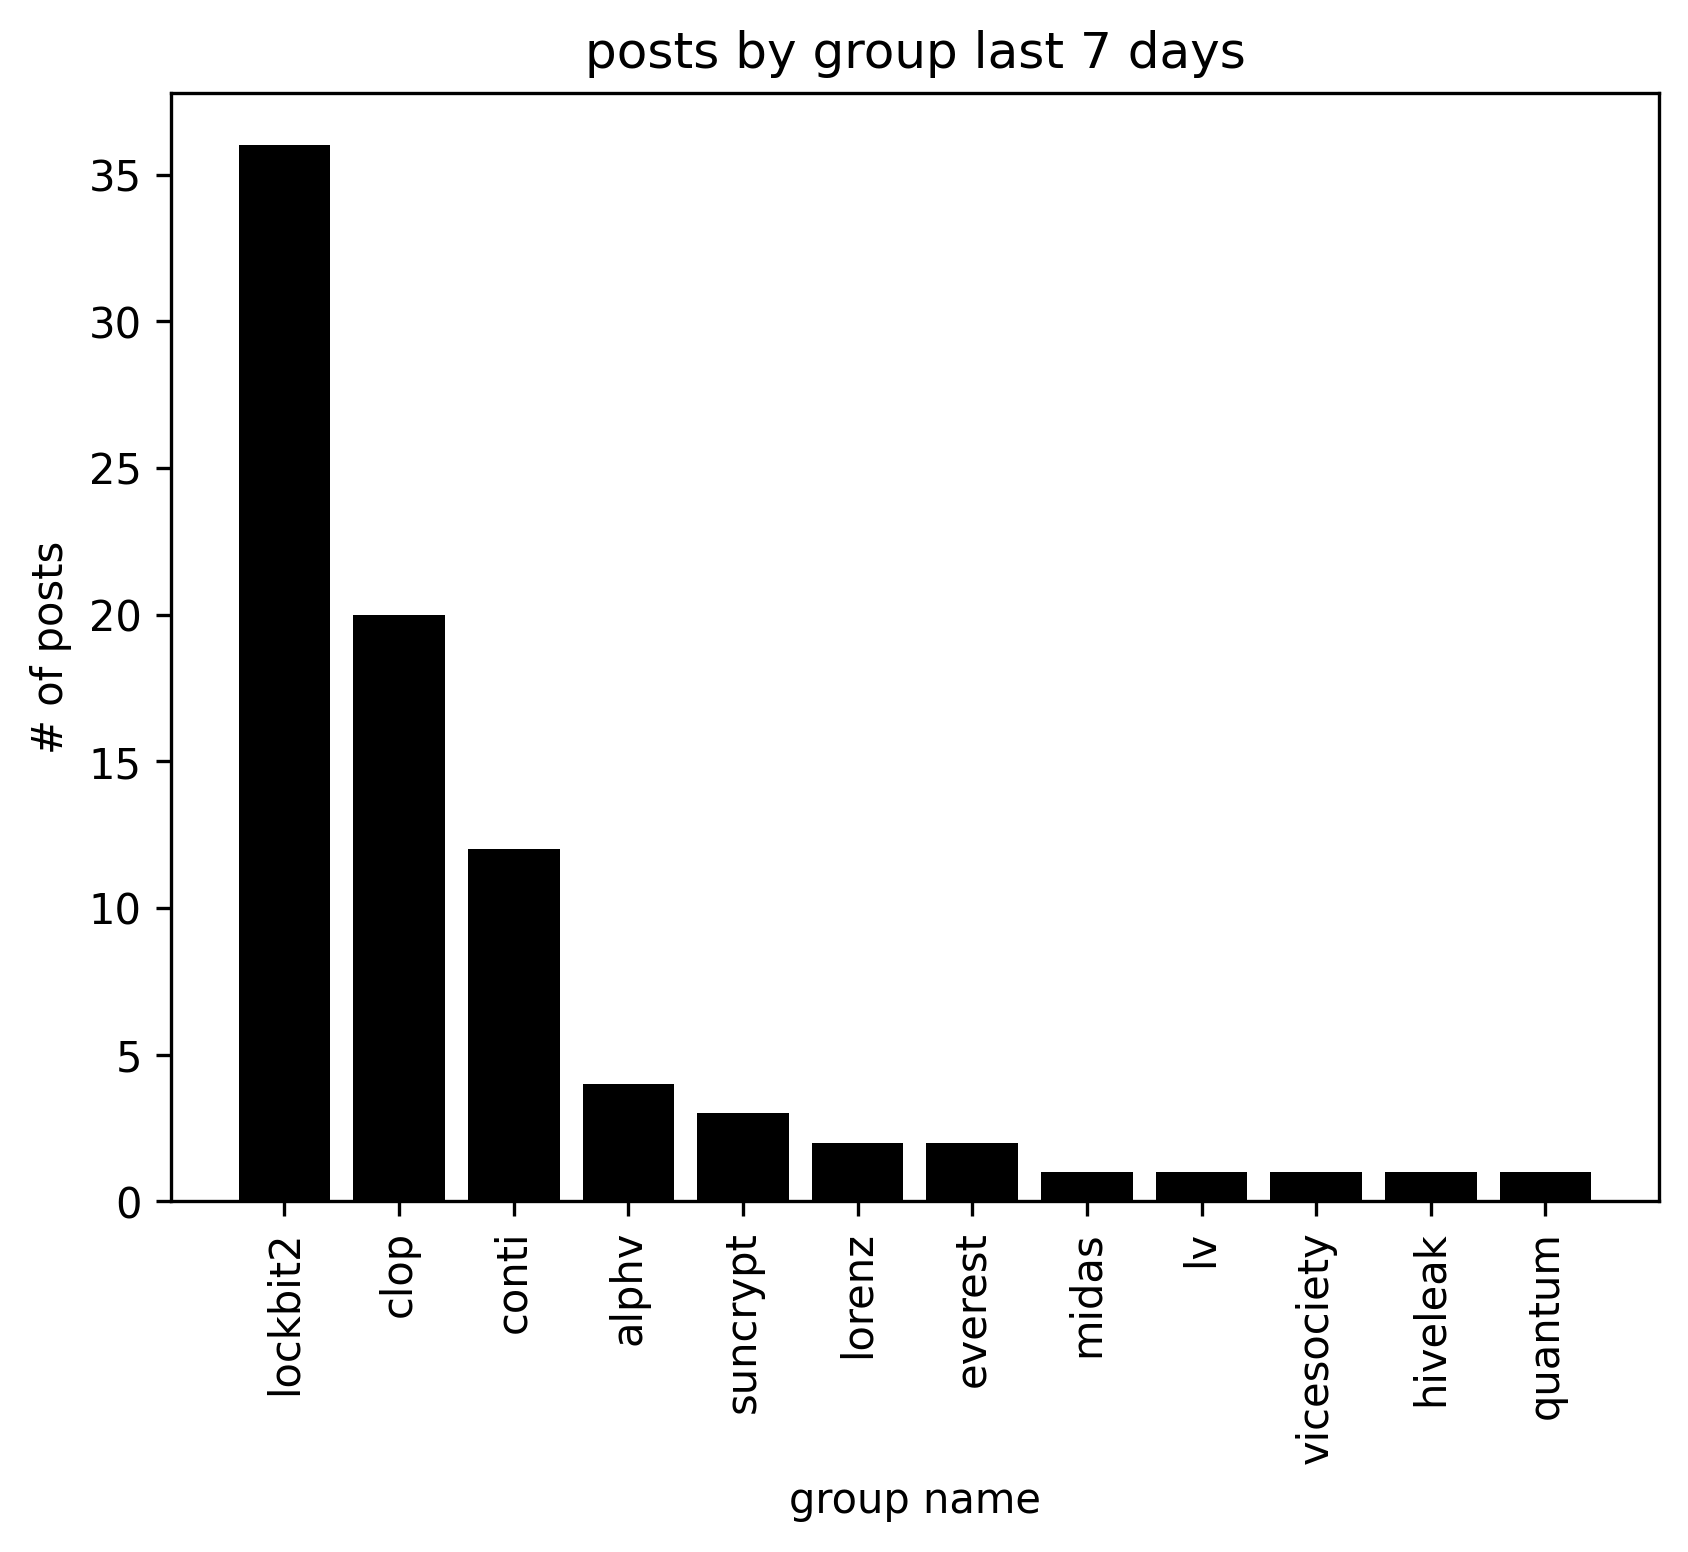 posts by group last 7 days
# of posts
35
30
25
20
15
10
5
0
lockbit2
clop
conti
alphv
suncrypt
lorenz
everest
midas
lv
vicesociety
hiveleak
quantum
group name